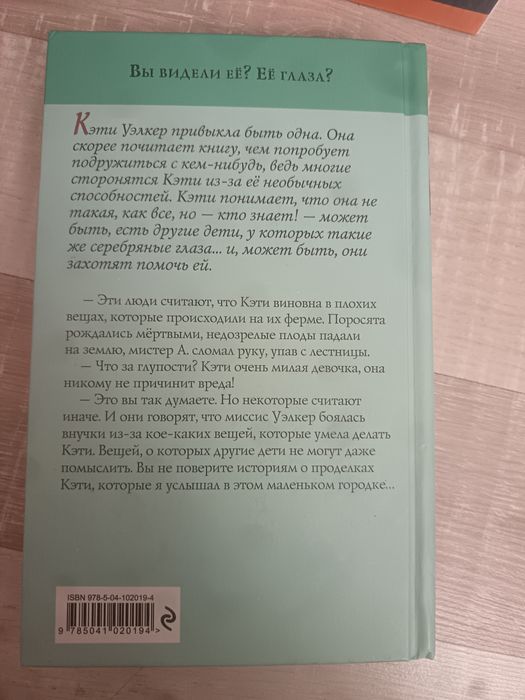 Вы видели её? Её глаза?
Кэти Уэлкер привыкла быть одна. Она
скорее почитает книгу, чем попробует
подружиться с кем-нибудь, ведь многие
сторонятся Кэти из-за её необычных
способностей. Кэти понимает, что она не
такая, как все, но — кто знает! — может
быть, есть другие дети, у которых такие
же серебряные глаза... и, может быть, они
захотят помочь ей.
— Эти люди считают, что Кэти виновна в плохих
вещах, которые происходили на их ферме. Поросята
рождались мёртвыми, недозрелые плоды падали
на землю, мистер А. сломал руку, упав с лестницы.
— Что за глупости? Кэти очень милая девочка, она
никому не причинит вреда!
— Это вы так думаете. Но некоторые считают
иначе. И они говорят, что миссис Уэлкер боялась
внучки из-за кое-каких вещей, которые умела делать
Кэти. Вещей, о которых другие дети не могут даже
помыслить. Вы не поверите историям о проделках
Кэти, которые я услышал в этом маленьком городке...
ISBN 978-5-04-102019-4
9 785041 020194 >